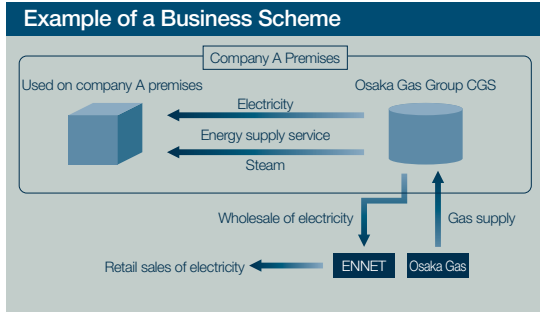 Example of a Business Scheme
Company A Premises
Used on company A premises
Osaka Gas Group CGS
Electricity
Energy supply service
Steam
Wholesale of electricity
Gas supply
Retail sales of electricity
ENNET
Osaka Gas